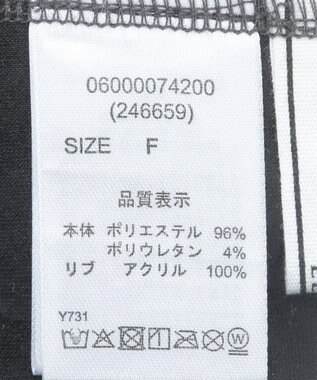 06000074200
(246659)
SIZE F
品質表示
本体 ポリエステル 96%
ポリウレタン 4%
リブ アクリル 100%
Y731